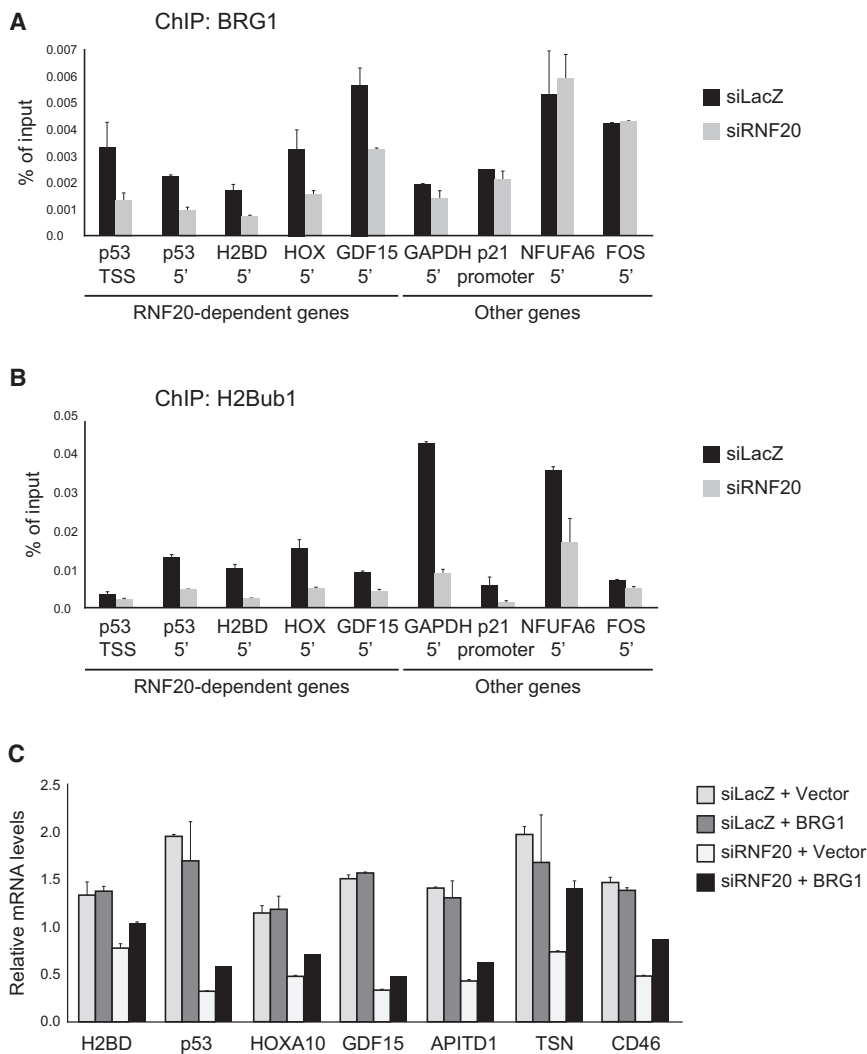 A
ChIP: BRG1
0.007
0.006
0.005
0.004
0.003
0.002
0.001
0.0
% of input
siLacZ
siRNF20
p53 TSS
p53 5’
H2BD 5’
HOX 5’
GDF15 5’
GAPDH 5’
p21 promoter
NFUFA6 5’
FOS 5’
RNF20-dependent genes
Other genes
B
ChIP: H2Bub1
0.05
0.04
0.03
0.02
0.01
0.0
% of input
siLacZ
siRNF20
p53 TSS
p53 5’
H2BD 5’
HOX 5’
GDF15 5’
GAPDH 5’
p21 promoter
NFUFA6 5’
FOS 5’
RNF20-dependent genes
Other genes
C
2.5
2.0
1.5
1.0
0.5
0.0
Relative mRNA levels
siLacZ + Vector
siLacZ + BRG1
siRNF20 + Vector
siRNF20 + BRG1
H2BD
p53
HOXA10
GDF15
APITD1
TSN
CD46